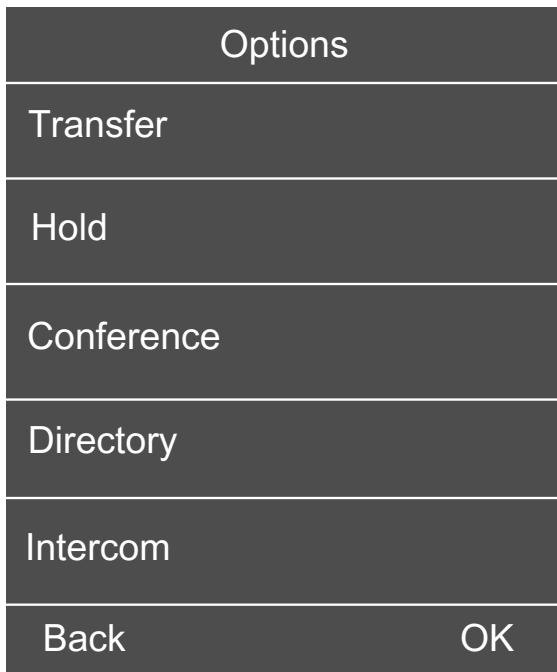 Options
Transfer
Hold
Conference
Directory
Intercom
Back OK